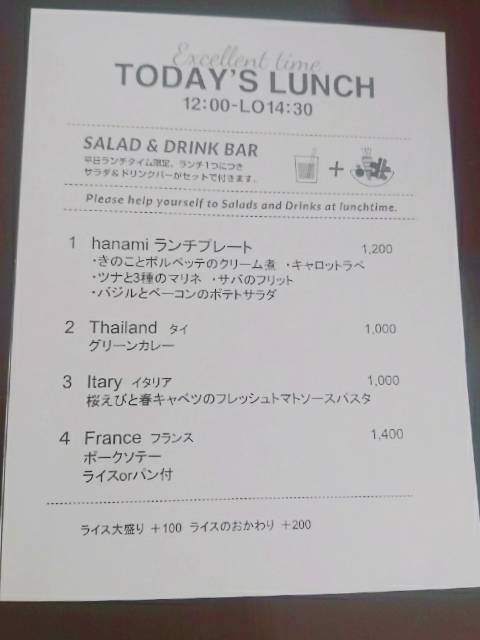 Excellent time
TODAY'S LUNCH
12:00-LO14:30
SALAD & DRINK BAR
平日ランチタイム限定、ランチ1つにつき
サラダ&ドリンクバーがセットで付きます。
+
Please help yourself to Salads and Drinks at lunchtime.
1 hanami ランチプレート 1,200
・きのことポルペッテのクリーム煮 ・キャロットラペ
・ツナと3種のマリネ ・サバのフリット
・バジルとベーコンのポテトサラダ
2 Thailand タイ 1,000
グリーンカレー
3 Itary イタリア 1,000
桜えびと春キャベツのフレッシュトマトソースパスタ
4 France フランス 1,400
ポークソテー
ライスorパン付
ライス大盛り +100 ライスのおかわり +200